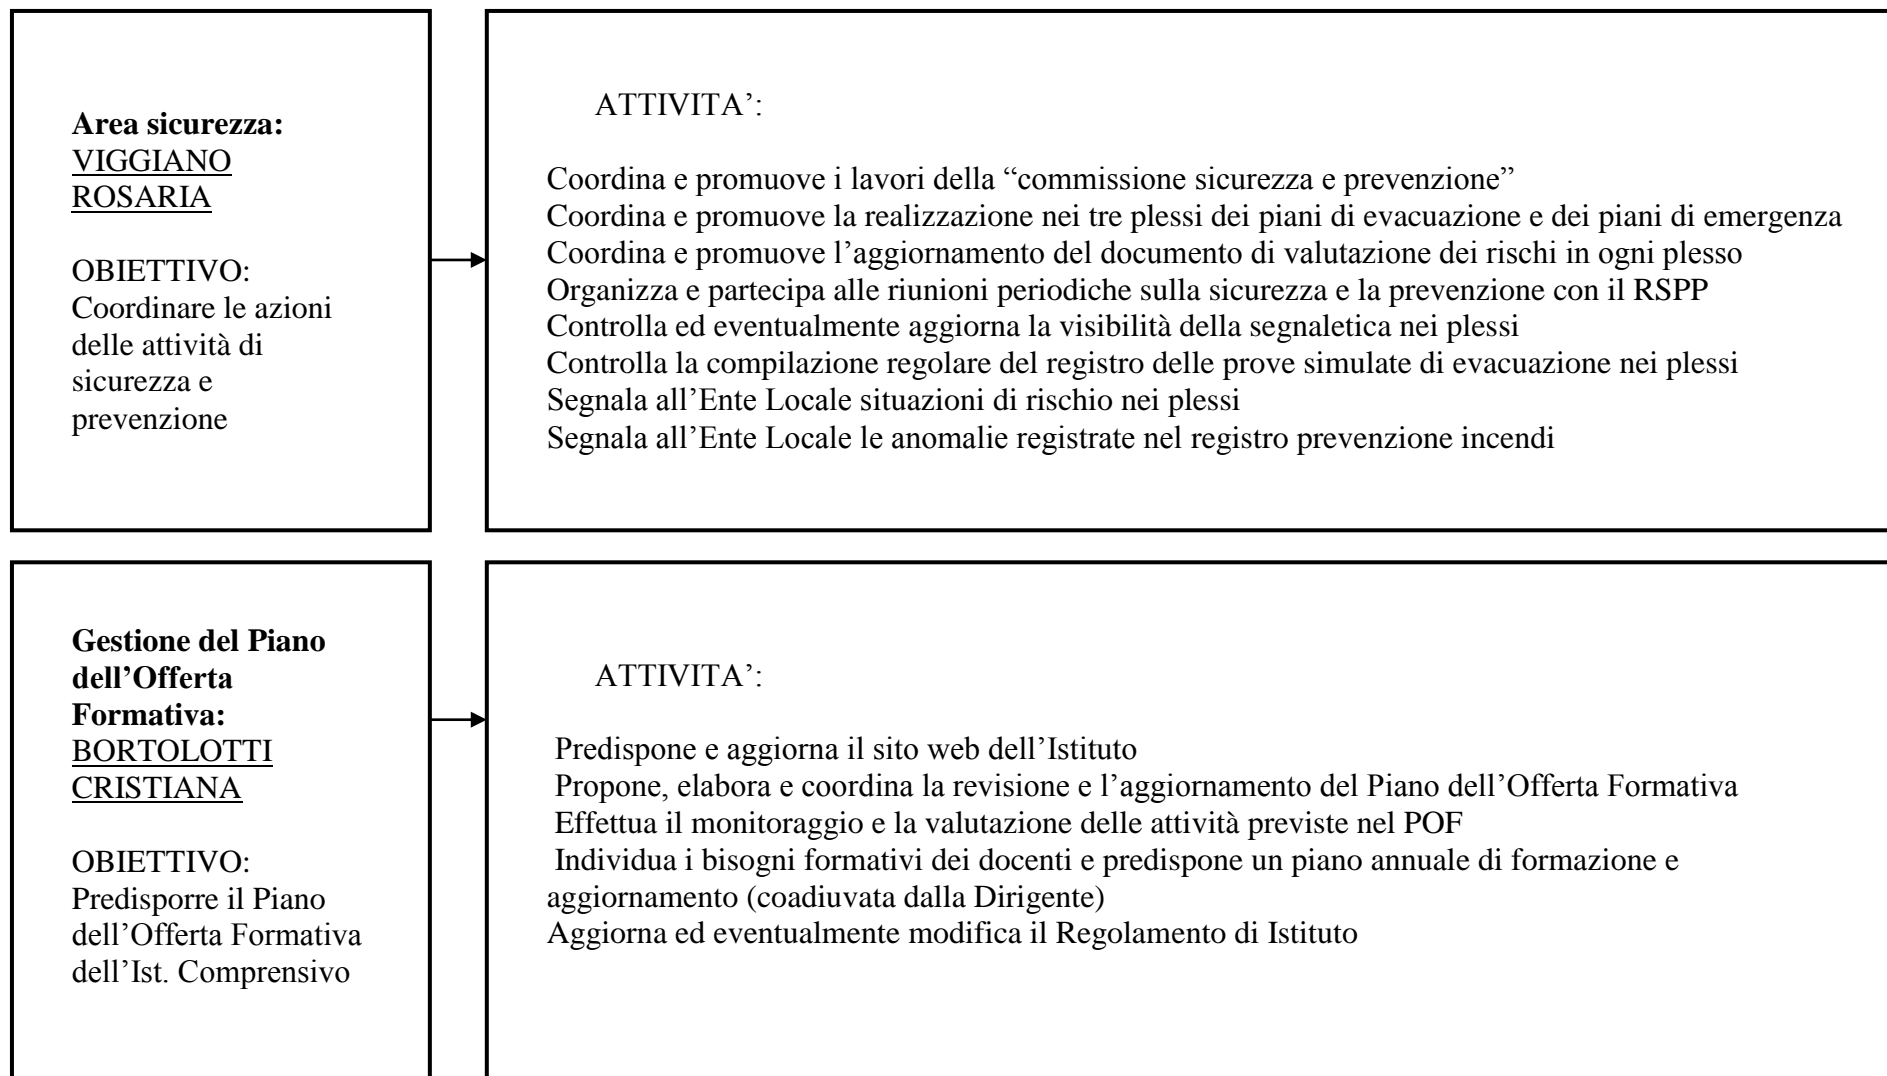 Area sicurezza:
VIGGIANO
ROSARIA
OBIETTIVO:
Coordinare le azioni
delle attività di
sicurezza e
prevenzione
ATTIVITA’:
Coordina e promuove i lavori della “commissione sicurezza e prevenzione”
Coordina e promuove la realizzazione nei tre plessi dei piani di evacuazione e dei piani di emergenza
Coordina e promuove l’aggiornamento del documento di valutazione dei rischi in ogni plesso
Organizza e partecipa alle riunioni periodiche sulla sicurezza e la prevenzione con il RSPP
Controlla ed eventualmente aggiorna la visibilità della segnaletica nei plessi
Controlla la compilazione regolare del registro delle prove simulate di evacuazione nei plessi
Segnala all’Ente Locale situazioni di rischio nei plessi
Segnala all’Ente Locale le anomalie registrate nel registro prevenzione incendi
Gestione del Piano
dell’Offerta
Formativa:
BORTOLOTTI
CRISTIANA
OBIETTIVO:
Predisporre il Piano
dell’Offerta Formativa
dell’Ist. Comprensivo
ATTIVITA’:
Predispone e aggiorna il sito web dell’Istituto
Propone, elabora e coordina la revisione e l’aggiornamento del Piano dell’Offerta Formativa
Effettua il monitoraggio e la valutazione delle attività previste nel POF
Individua i bisogni formativi dei docenti e predispone un piano annuale di formazione e
aggiornamento (coadiuvata dalla Dirigente)
Aggiorna ed eventualmente modifica il Regolamento di Istituto